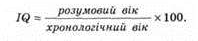 IQ = розумовий вік / хронологічний вік × 100.